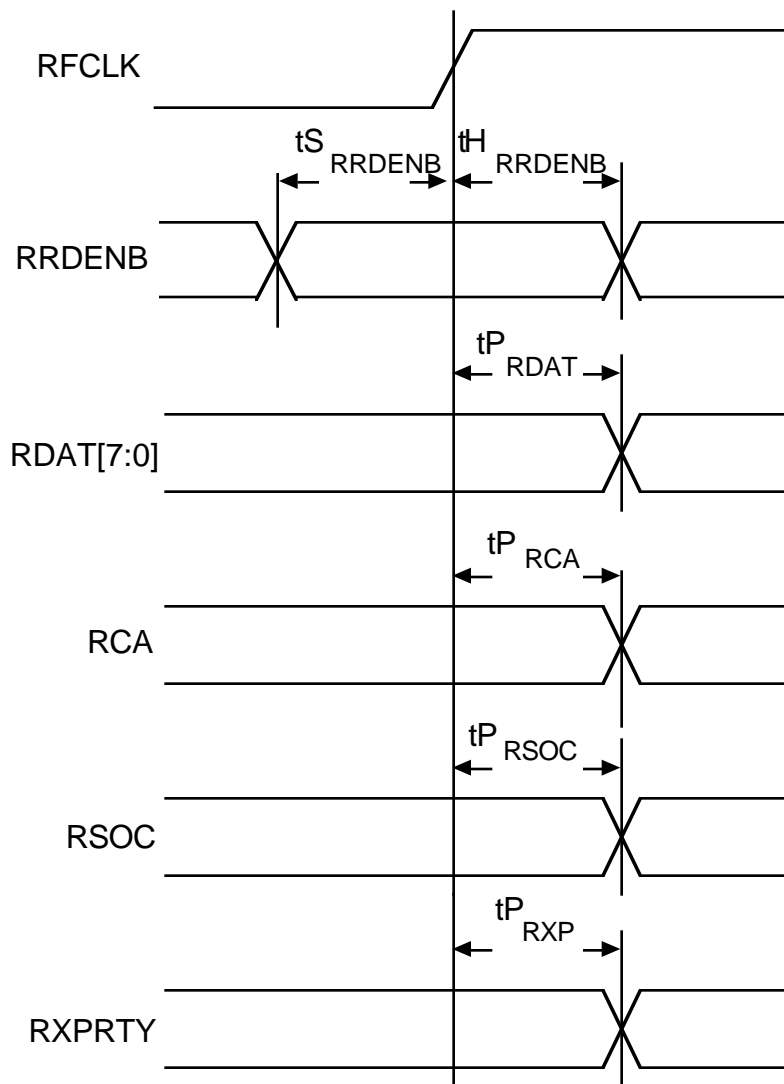 RFCLK
tS RRDENB tH RRDENB
RRDENB
tP RDAT
RDAT[7:0]
tP RCA
RCA
tP RSOC
RSOC
tP RXP
RXPRTY